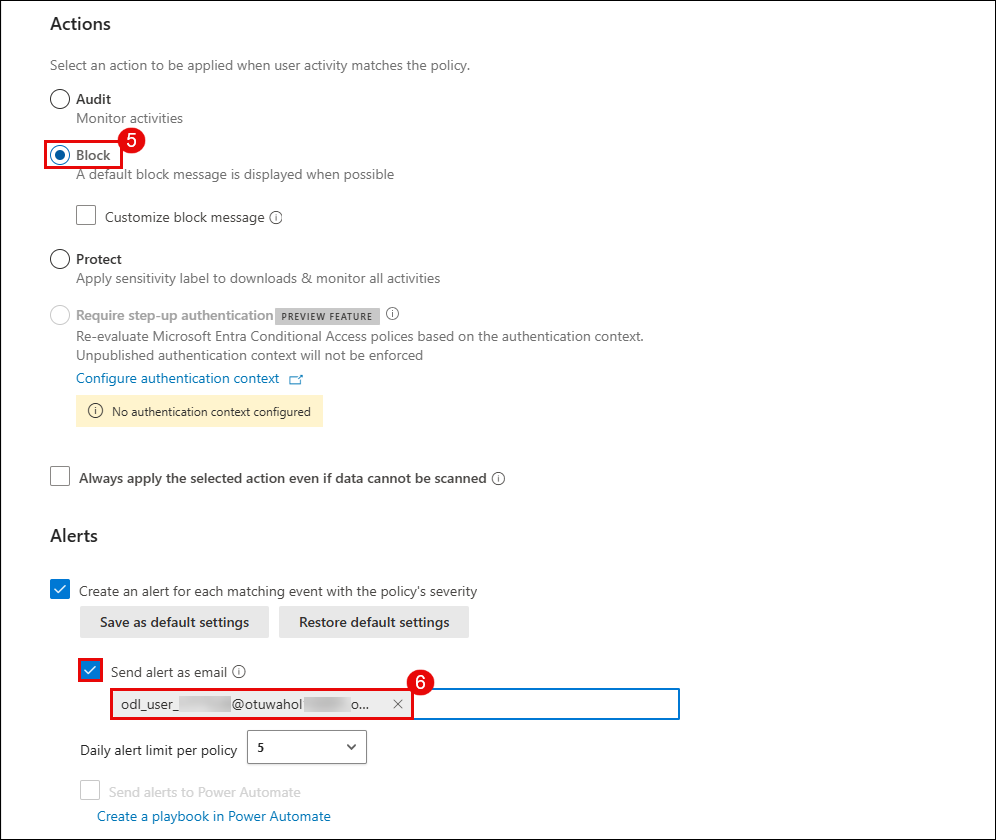 Actions
Select an action to be applied when user activity matches the policy.
Audit
Monitor activities
5
Block
A default block message is displayed when possible
Customize block message
Protect
Apply sensitivity label to downloads & monitor all activities
Require step-up authentication PREVIEW FEATURE
Re-evaluate Microsoft Entra Conditional Access polices based on the authentication context.
Unpublished authentication context will not be enforced
Configure authentication context
No authentication context configured
Always apply the selected action even if data cannot be scanned
Alerts
Create an alert for each matching event with the policy's severity
Save as default settings Restore default settings
Send alert as email
6
odl_user_ @otuwahol o...
Daily alert limit per policy 5
Send alerts to Power Automate
Create a playbook in Power Automate